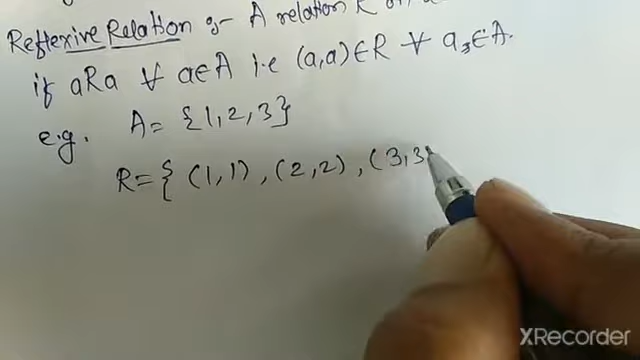 Reflexive Relation :- A relation R on
if aRa ∀ a∈A i.e (a,a)∈R ∀ a∈A.
e.g. A = {1,2,3}
R = { (1,1), (2,2), (3,3
XRecorder